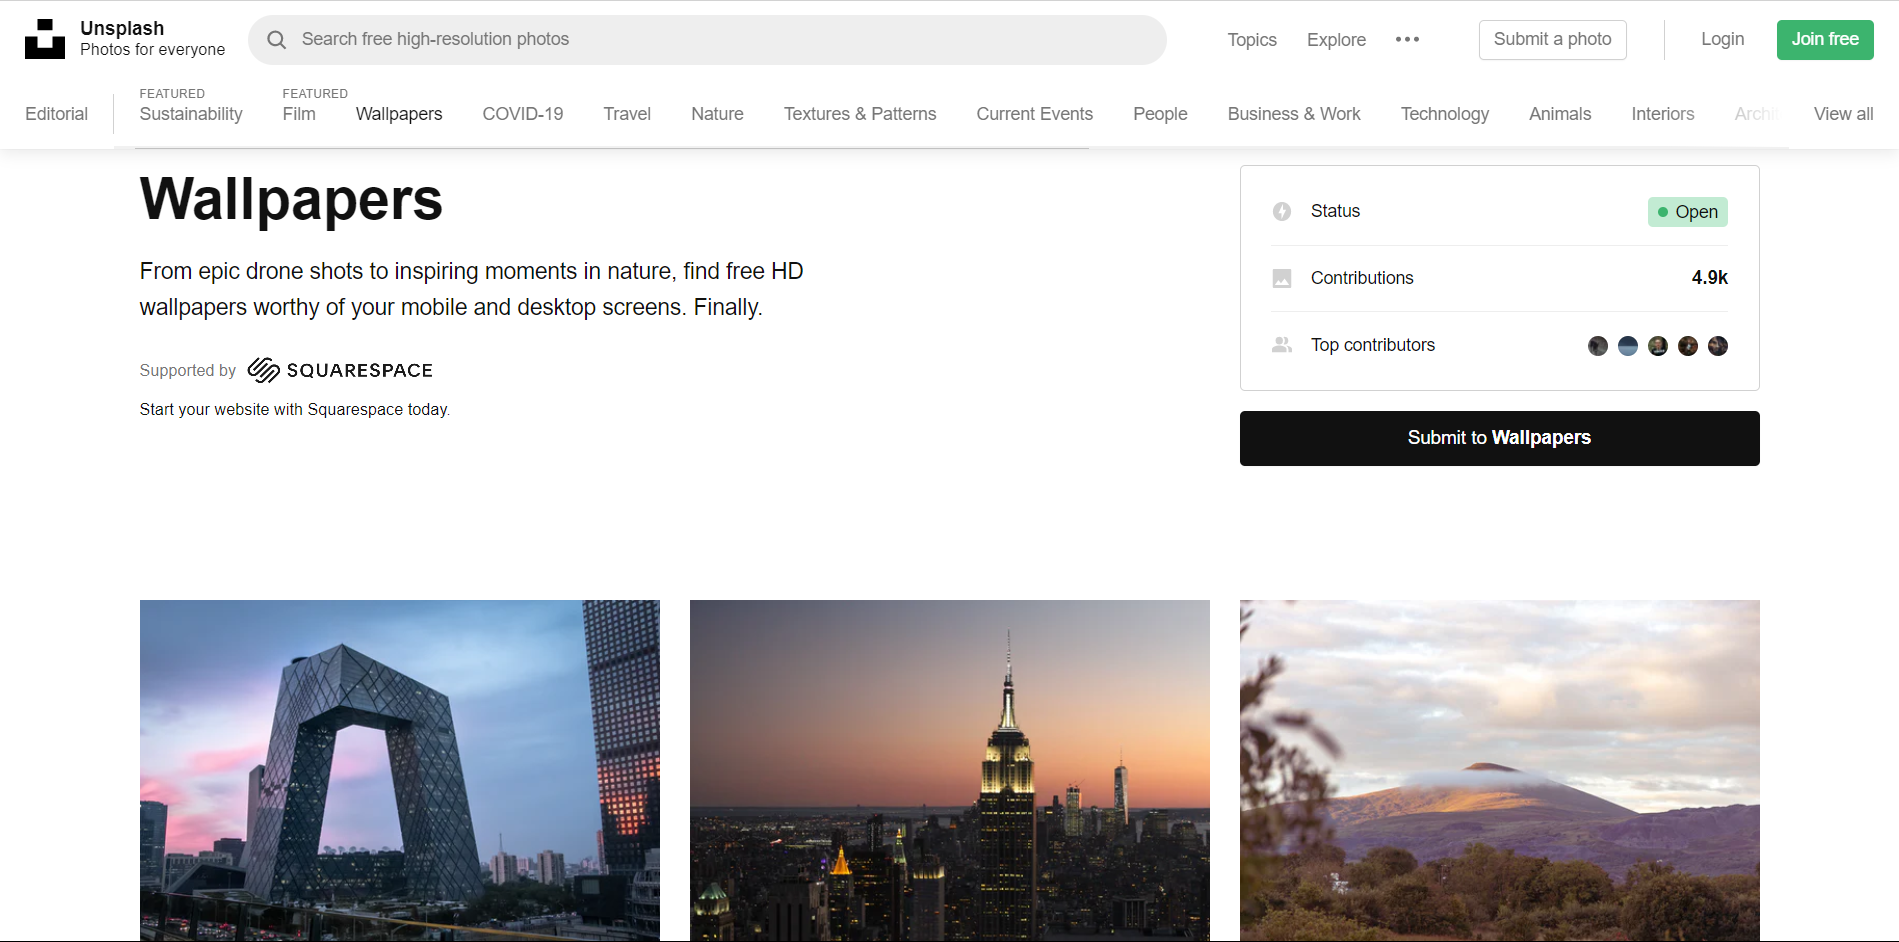 Unsplash
Photos for everyone
Search free high-resolution photos
Topics
Explore
Submit a photo
Login
Join free
Editorial
FEATURED
Sustainability
FEATURED
Film
Wallpapers
COVID-19
Travel
Nature
Textures & Patterns
Current Events
People
Business & Work
Technology
Animals
Interiors
Archi
View all
Wallpapers
From epic drone shots to inspiring moments in nature, find free HD
wallpapers worthy of your mobile and desktop screens. Finally.
Supported by SQUARESPACE
Start your website with Squarespace today.
Status Open
Contributions 4.9k
Top contributors
Submit to Wallpapers